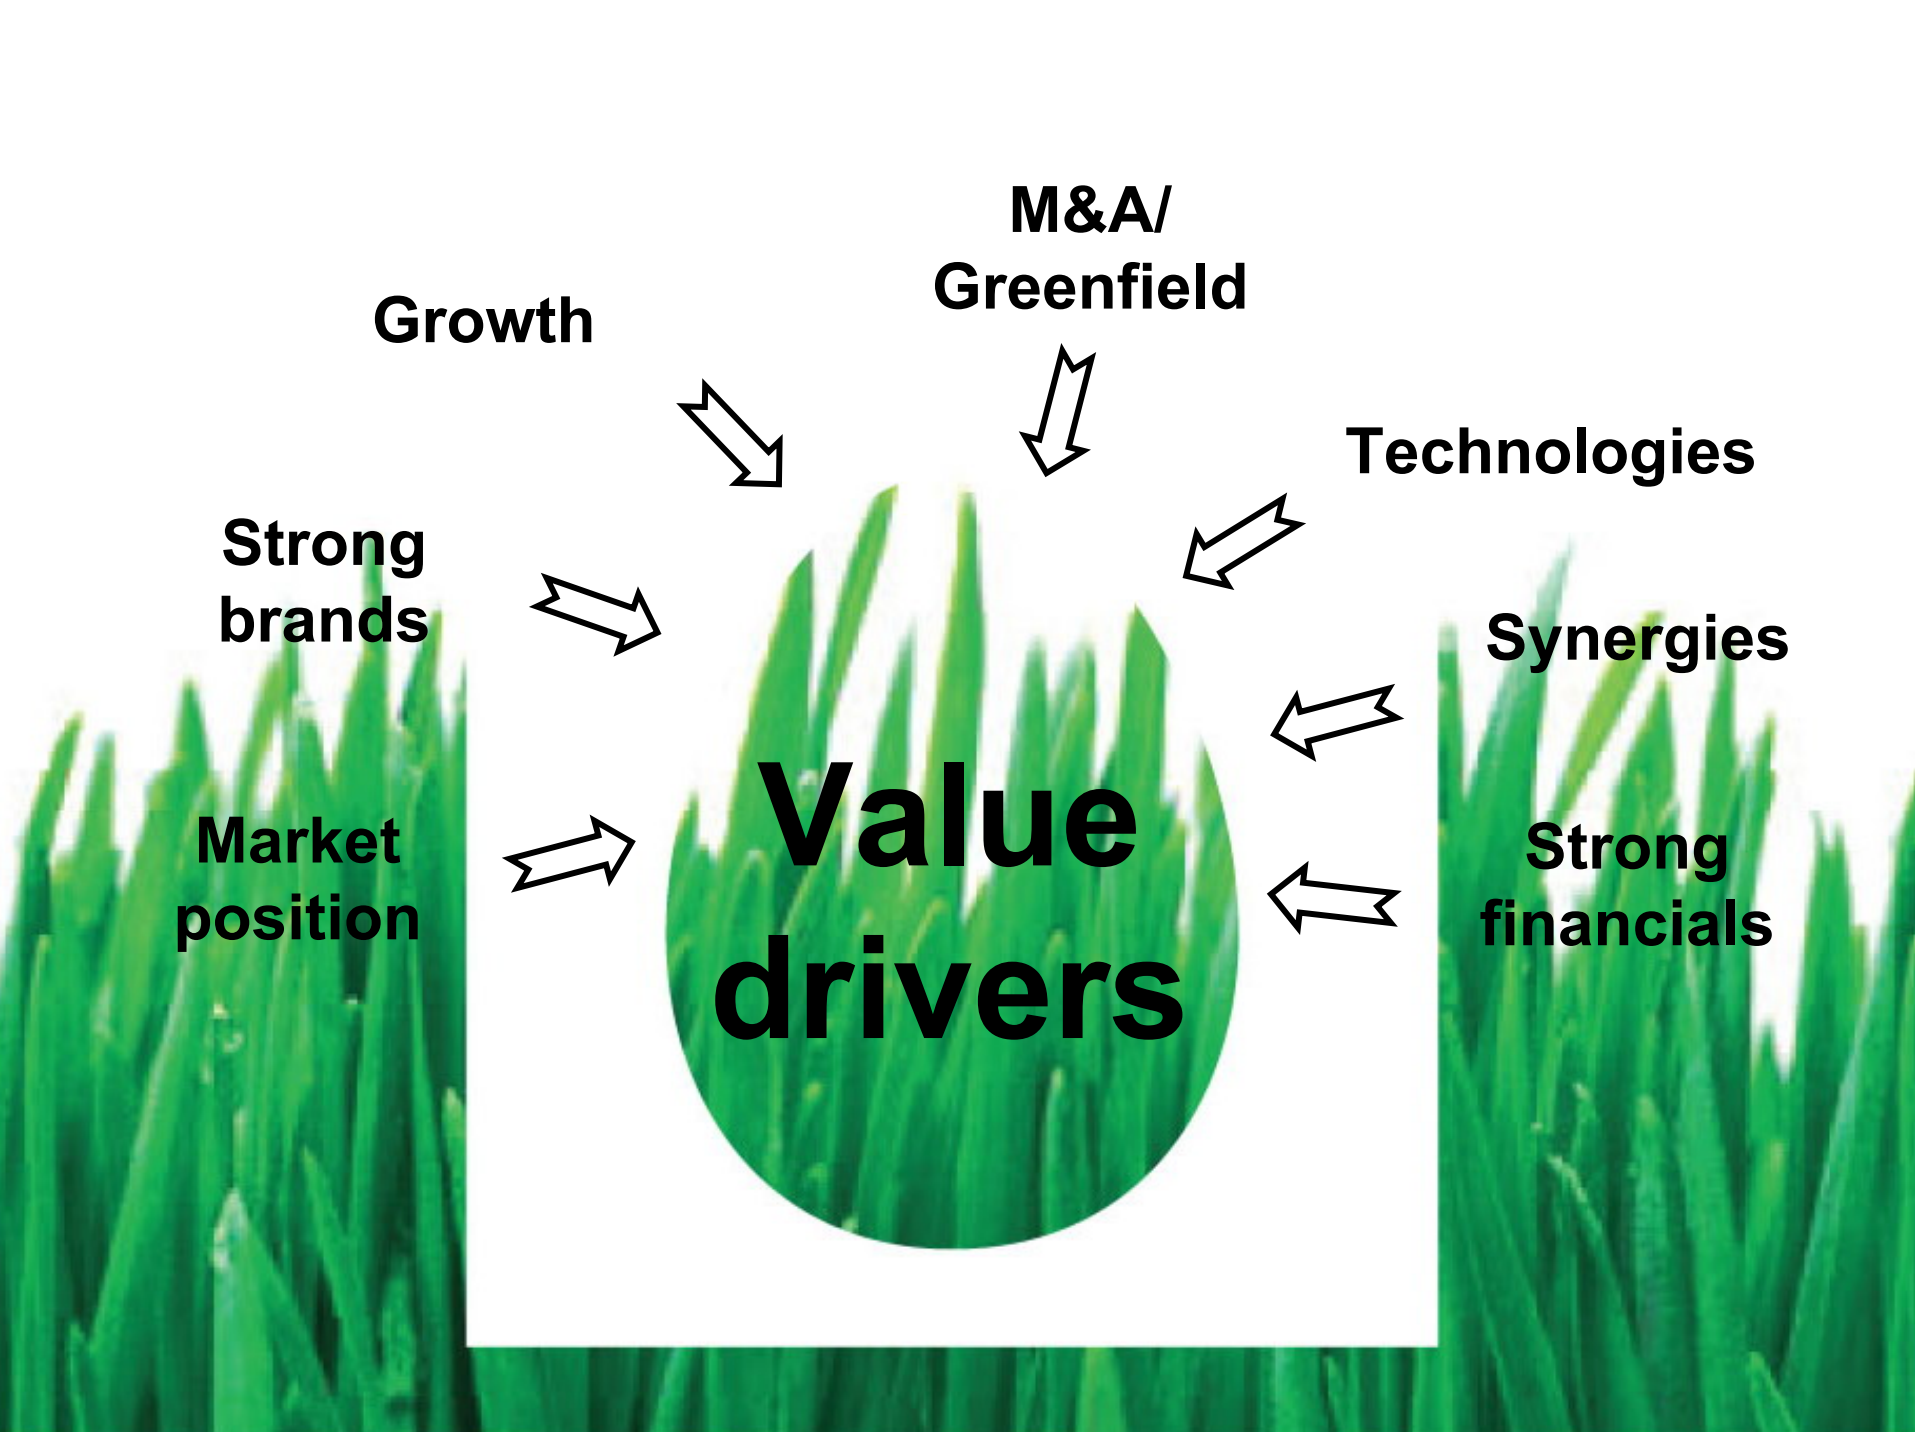 M&A/
Greenfield
Growth
Technologies
Strong
brands
Synergies
Market
position
Strong
financials
Value
drivers